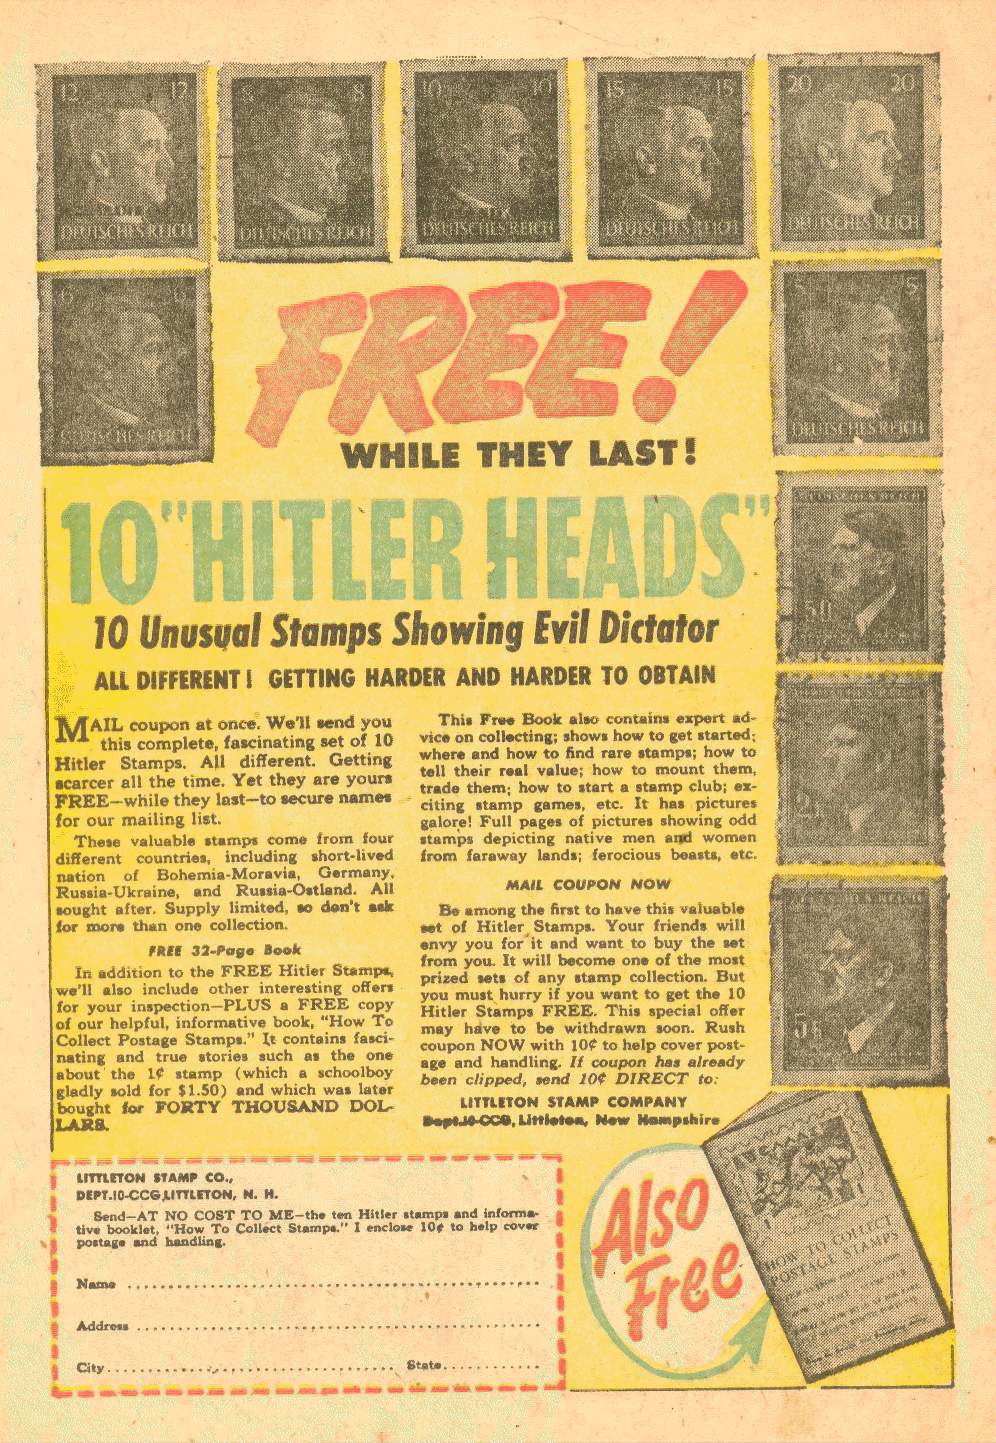 12 12
DEUTSCHES REICH
8 8
DEUTSCHES REICH
10 10
DEUTSCHES REICH
15 15
DEUTSCHES REICH
20 20
DEUTSCHES REICH
6 6
DEUTSCHES REICH
5 5
DEUTSCHES REICH
FREE!
WHILE THEY LAST!
10 "HITLER HEADS"
10 Unusual Stamps Showing Evil Dictator
ALL DIFFERENT! GETTING HARDER AND HARDER TO OBTAIN
DEUTSCHES REICH
50
MAIL coupon at once. We'll send you
this complete, fascinating set of 10
Hitler Stamps. All different. Getting
scarcer all the time. Yet they are yours
FREE—while they last—to secure names
for our mailing list.
These valuable stamps come from four
different countries, including short-lived
nation of Bohemia-Moravia, Germany,
Russia-Ukraine, and Russia-Ostland. All
sought after. Supply limited, so don't ask
for more than one collection.
FREE 32-Page Book
In addition to the FREE Hitler Stamps,
we'll also include other interesting offers
for your inspection—PLUS a FREE copy
of our helpful, informative book, "How To
Collect Postage Stamps." It contains fasci-
nating and true stories such as the one
about the 1¢ stamp (which a schoolboy
gladly sold for $1.50) and which was later
bought for FORTY THOUSAND DOL-
LARS.
This Free Book also contains expert ad-
vice on collecting; shows how to get started;
where and how to find rare stamps; how to
tell their real value; how to mount them,
trade them; how to start a stamp club; ex-
citing stamp games, etc. It has pictures
galore! Full pages of pictures showing odd
stamps depicting native men and women
from faraway lands; ferocious beasts, etc.
MAIL COUPON NOW
Be among the first to have this valuable
set of Hitler Stamps. Your friends will
envy you for it and want to buy the set
from you. It will become one of the most
prized sets of any stamp collection. But
you must hurry if you want to get the 10
Hitler Stamps FREE. This special offer
may have to be withdrawn soon. Rush
coupon NOW with 10¢ to help cover post-
age and handling. If coupon has already
been clipped, send 10¢ DIRECT to:
LITTLETON STAMP COMPANY
Dept.10-CCG, Littleton, New Hampshire
LITTLETON STAMP CO.,
DEPT.10-CCG,LITTLETON, N. H.
Send—AT NO COST TO ME—the ten Hitler stamps and informa-
tive booklet, "How To Collect Stamps." I enclose 10¢ to help cover
postage and handling.
Name
Address
City State
Also
Free
HOW TO COLLECT
POSTAGE STAMPS